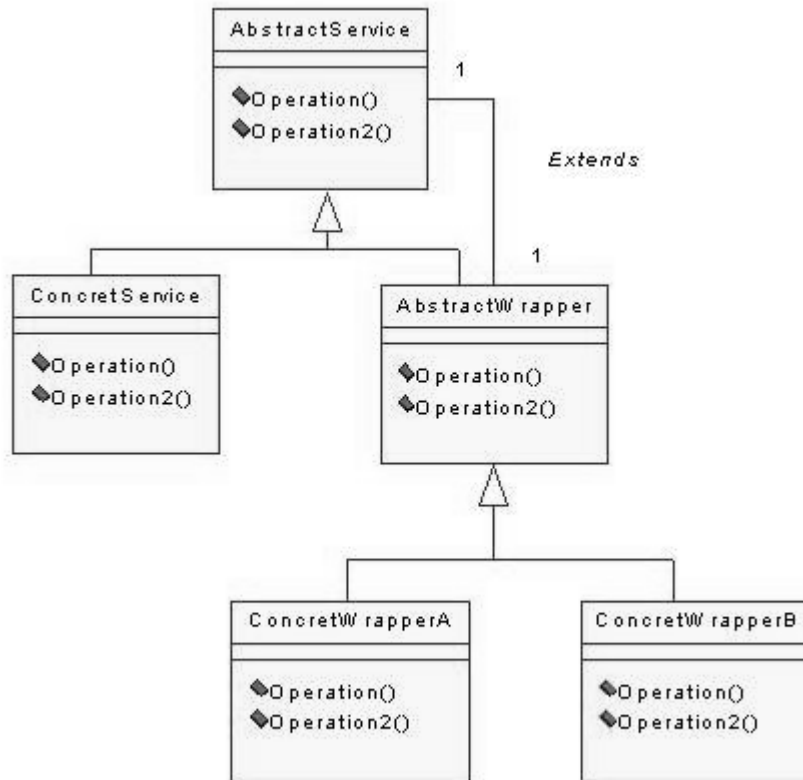 AbstractService
Operation()
Operation2()
1
Extends
1
ConcretService
Operation()
Operation2()
AbstractWrapper
Operation()
Operation2()
ConcretWrapperA
Operation()
Operation2()
ConcretWrapperB
Operation()
Operation2()